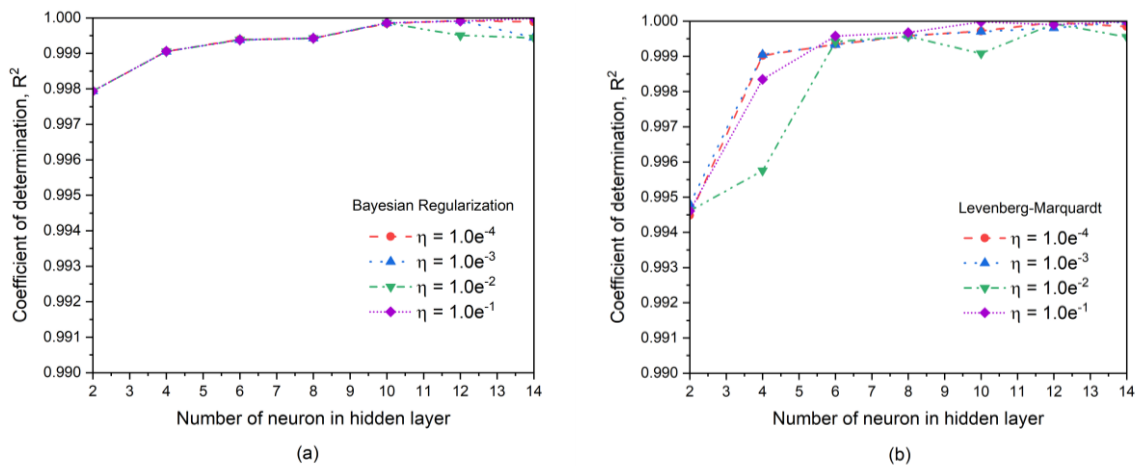 1.000
0.999
0.998
0.997
0.996
0.995
0.994
0.993
0.992
0.991
0.990
Coefficient of determination, R²
Bayesian Regularization
η = 1.0e⁻⁴
η = 1.0e⁻³
η = 1.0e⁻²
η = 1.0e⁻¹
2 3 4 5 6 7 8 9 10 11 12 13 14
Number of neuron in hidden layer
(a)
1.000
0.999
0.998
0.997
0.996
0.995
0.994
0.993
0.992
0.991
0.990
Coefficient of determination, R²
Levenberg-Marquardt
η = 1.0e⁻⁴
η = 1.0e⁻³
η = 1.0e⁻²
η = 1.0e⁻¹
2 3 4 5 6 7 8 9 10 11 12 13 14
Number of neuron in hidden layer
(b)